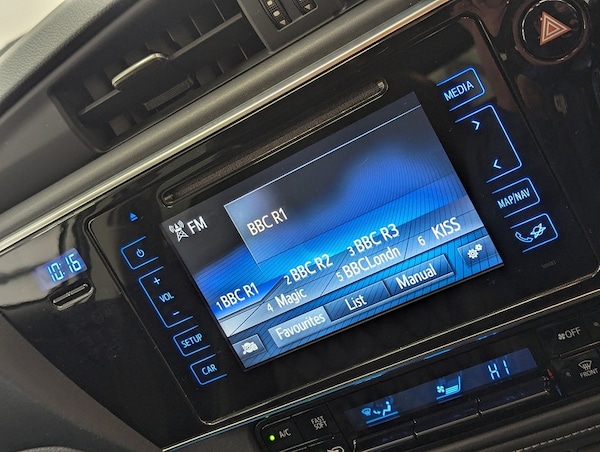 MEDIA
FM
BBC R1
MAP/NAV
10:16
VOL
SETUP
CAR
1 BBC R1
2 BBC R2
3 BBC R3
4 Magic
5 BBCLondn
6 KISS
Favourites
List
Manual
A/C
FAST
SOFT
HI
OFF
FRONT